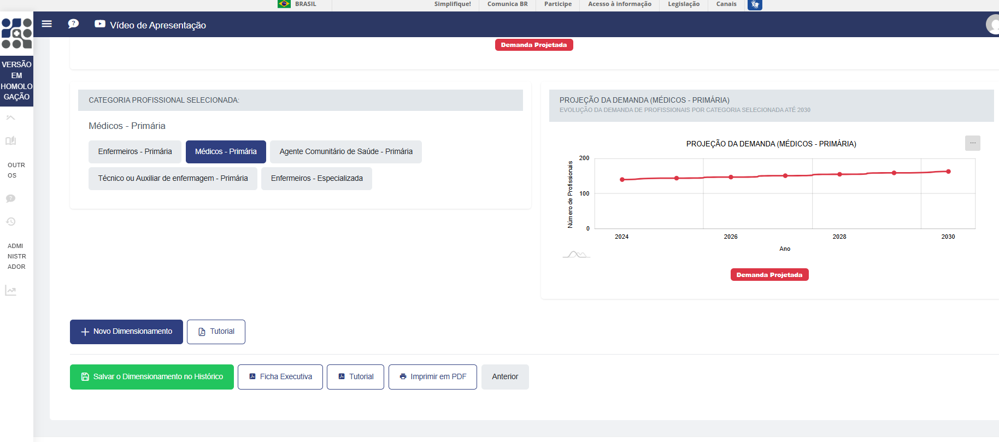 BRASIL
Simplifique!
Comunica BR
Participe
Acesso à informação
Legislação
Canais
Vídeo de Apresentação
VERSÃO
EM
HOMOLO
GAÇÃO
OUTR
OS
ADMI
NISTR
ADOR
Demanda Projetada
CATEGORIA PROFISSIONAL SELECIONADA:
Médicos - Primária
Enfermeiros - Primária
Médicos - Primária
Agente Comunitário de Saúde - Primária
Técnico ou Auxiliar de enfermagem - Primária
Enfermeiros - Especializada
PROJEÇÃO DA DEMANDA (MÉDICOS - PRIMÁRIA)
EVOLUÇÃO DA DEMANDA DE PROFISSIONAIS POR CATEGORIA SELECIONADA ATÉ 2030
PROJEÇÃO DA DEMANDA (MÉDICOS - PRIMÁRIA)
...
Número de Profissionais
200
100
0
2024
2026
2028
2030
Ano
Demanda Projetada
Novo Dimensionamento
Tutorial
Salvar o Dimensionamento no Histórico
Ficha Executiva
Tutorial
Imprimir em PDF
Anterior